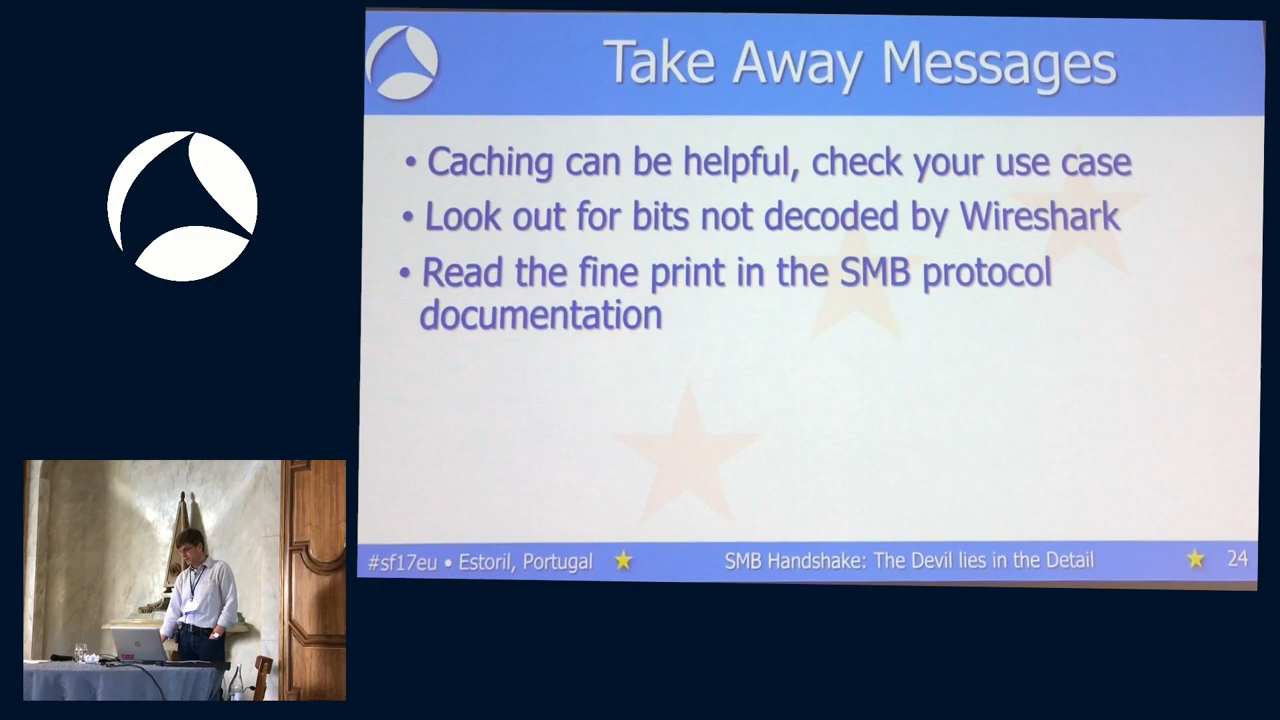 Take Away Messages
• Caching can be helpful, check your use case
• Look out for bits not decoded by Wireshark
• Read the fine print in the SMB protocol
documentation
#sf17eu • Estoril, Portugal
SMB Handshake: The Devil lies in the Detail
24